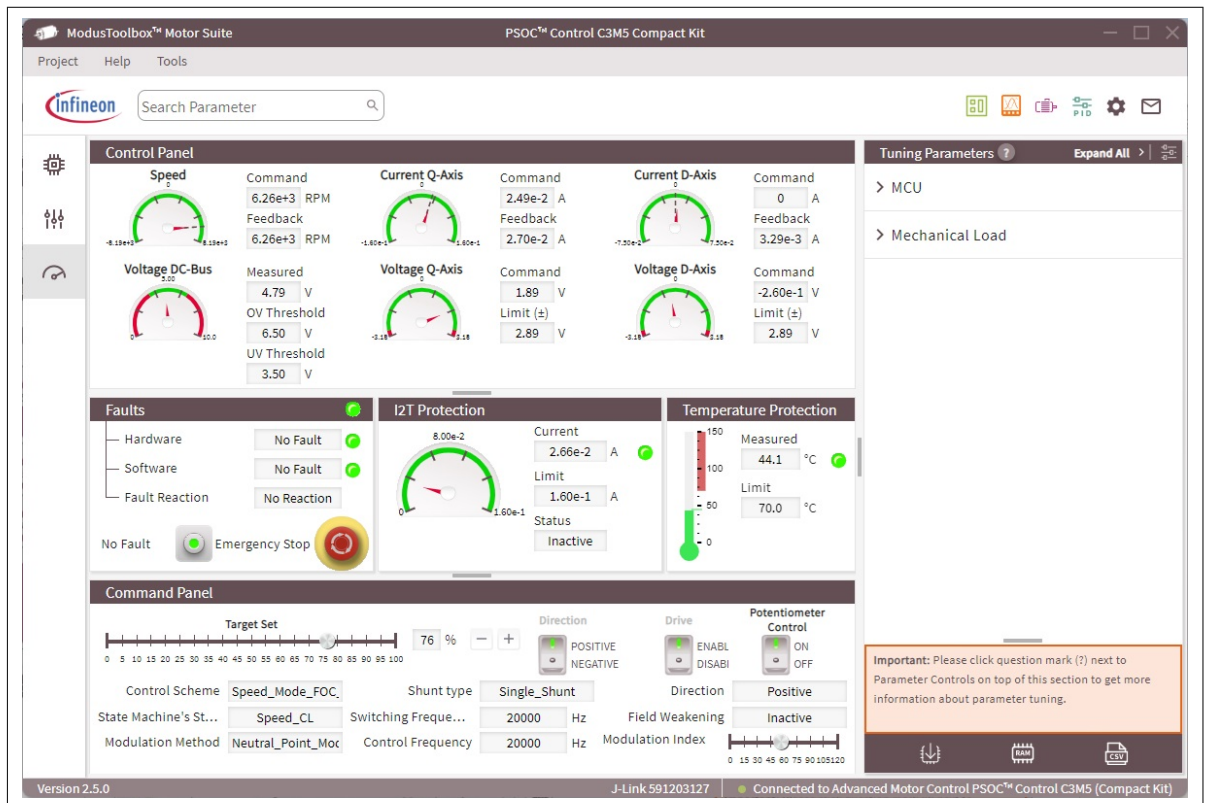 ModusToolbox™ Motor Suite
PSOC™ Control C3M5 Compact Kit
Project Help Tools
infineon
Search Parameter
PID
Control Panel
Speed
0
-8.19e+3
8.19e+3
Command
6.26e+3 RPM
Feedback
6.26e+3 RPM
Current Q-Axis
0
-1.60e-1
1.60e-1
Command
2.49e-2 A
Feedback
2.70e-2 A
Current D-Axis
0
-7.50e-2
7.50e-2
Command
0 A
Feedback
3.29e-3 A
Voltage DC-Bus
5.00
0
10.0
Measured
4.79 V
OV Threshold
6.50 V
UV Threshold
3.50 V
Voltage Q-Axis
0
-3.18
3.18
Command
1.89 V
Limit (±)
2.89 V
Voltage D-Axis
0
-3.18
3.18
Command
-2.60e-1 V
Limit (±)
2.89 V
Tuning Parameters ? Expand All >
> MCU
> Mechanical Load
Faults
Hardware No Fault
Software No Fault
Fault Reaction No Reaction
No Fault
Emergency Stop
I2T Protection
8.00e-2
0
1.60e-1
Current
2.66e-2 A
Limit
1.60e-1 A
Status
Inactive
Temperature Protection
150
100
50
0
Measured
44.1 °C
Limit
70.0 °C
Command Panel
Target Set
0 5 10 15 20 25 30 35 40 45 50 55 60 65 70 75 80 85 90 95 100
76 % − +
Direction
POSITIVE
NEGATIVE
Drive
ENABL
DISABI
Potentiometer
Control
ON
OFF
Control Scheme Speed_Mode_FOC_ Shunt type Single_Shunt Direction Positive
State Machine's St... Speed_CL Switching Freque... 20000 Hz Field Weakening Inactive
Modulation Method Neutral_Point_Moc Control Frequency 20000 Hz Modulation Index
0 15 30 45 60 75 90 105120
Important: Please click question mark (?) next to
Parameter Controls on top of this section to get more
information about parameter tuning.
RAM
CSV
Version 2.5.0
J-Link 591203127
Connected to Advanced Motor Control PSOC™ Control C3M5 (Compact Kit)